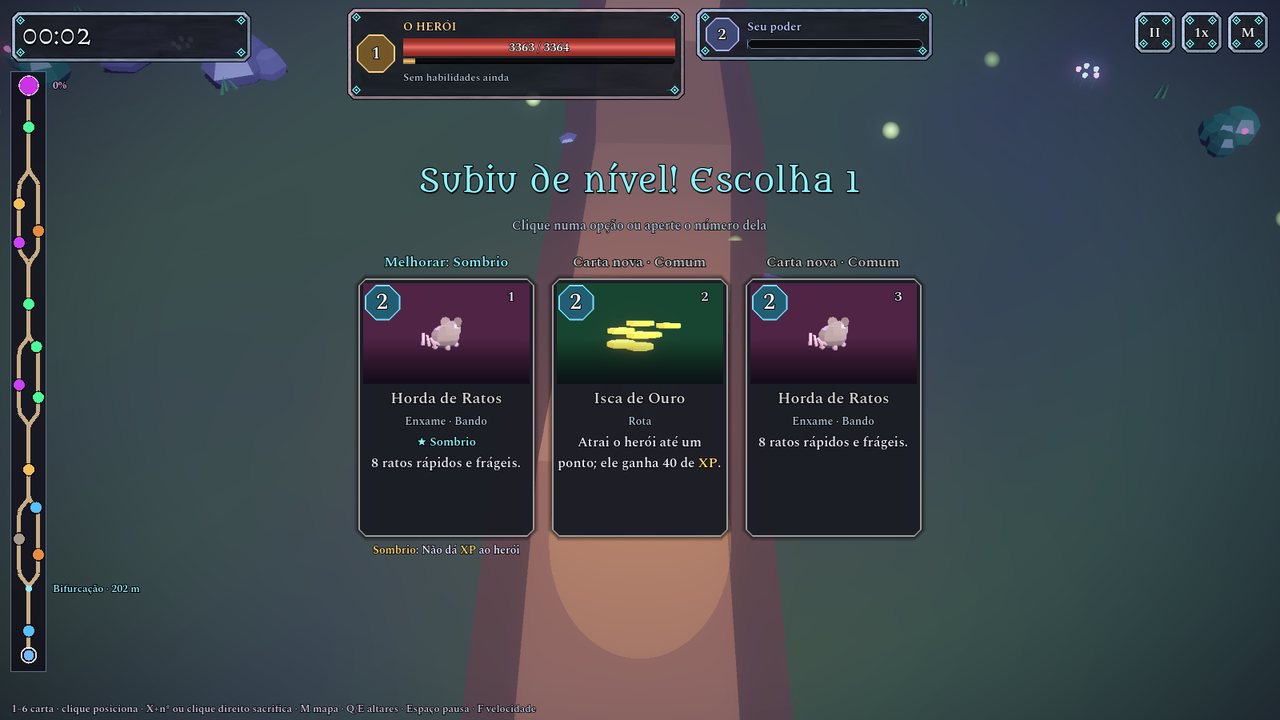 00:02
O HERÓI
1
3363 / 3364
Sem habilidades ainda
2
Seu poder
II
1x
M
0%
Subiu de nível! Escolha 1
Clique numa opção ou aperte o número dela
Melhorar: Sombrio
Carta nova · Comum
Carta nova · Comum
2
1
2
2
2
3
Horda de Ratos
Enxame · Bando
★ Sombrio
8 ratos rápidos e frágeis.
Isca de Ouro
Rota
Atrai o herói até um
ponto; ele ganha 40 de XP.
Horda de Ratos
Enxame · Bando
8 ratos rápidos e frágeis.
Sombrio: Não dá XP ao herói
Bifurcação · 202 m
1-6 carta · clique posiciona · X+nº ou clique direito sacrifica · M mapa · Q/E altares · Espaço pausa · F velocidade